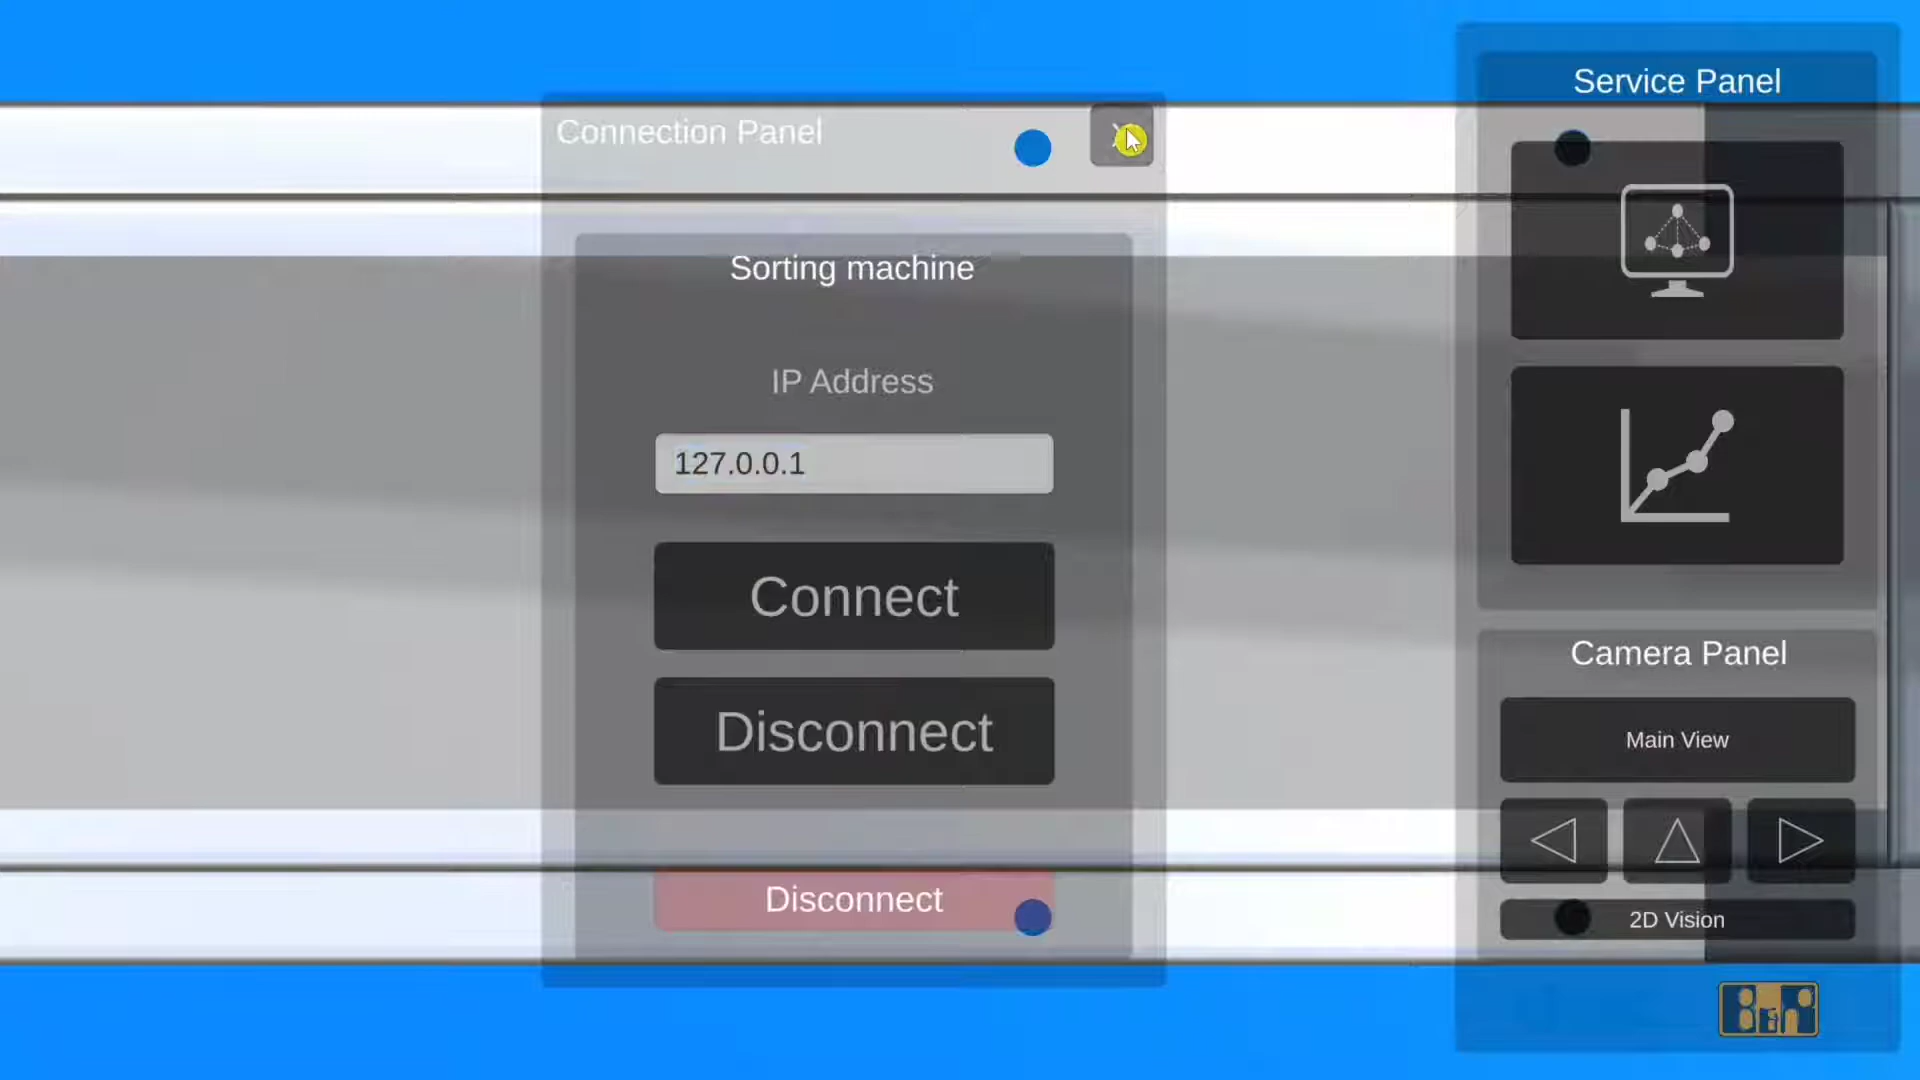 Service Panel
Connection Panel
Sorting machine
IP Address
127.0.0.1
Connect
Disconnect
Disconnect
Camera Panel
Main View
2D Vision